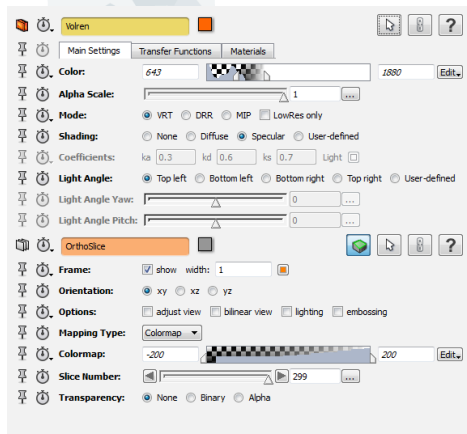 Volren ?
Main Settings Transfer Functions Materials
Color: 643 1880 Edit
Alpha Scale: 1 ...
Mode: VRT DRR MIP LowRes only
Shading: None Diffuse Specular User-defined
Coefficients: ka 0.3 kd 0.6 ks 0.7 Light
Light Angle: Top left Bottom left Bottom right Top right User-defined
Light Angle Yaw: 0 ...
Light Angle Pitch: 0 ...
OrthoSlice ?
Frame: show width: 1
Orientation: xy xz yz
Options: adjust view bilinear view lighting embossing
Mapping Type: Colormap
Colormap: -200 200 Edit
Slice Number: 299 ...
Transparency: None Binary Alpha